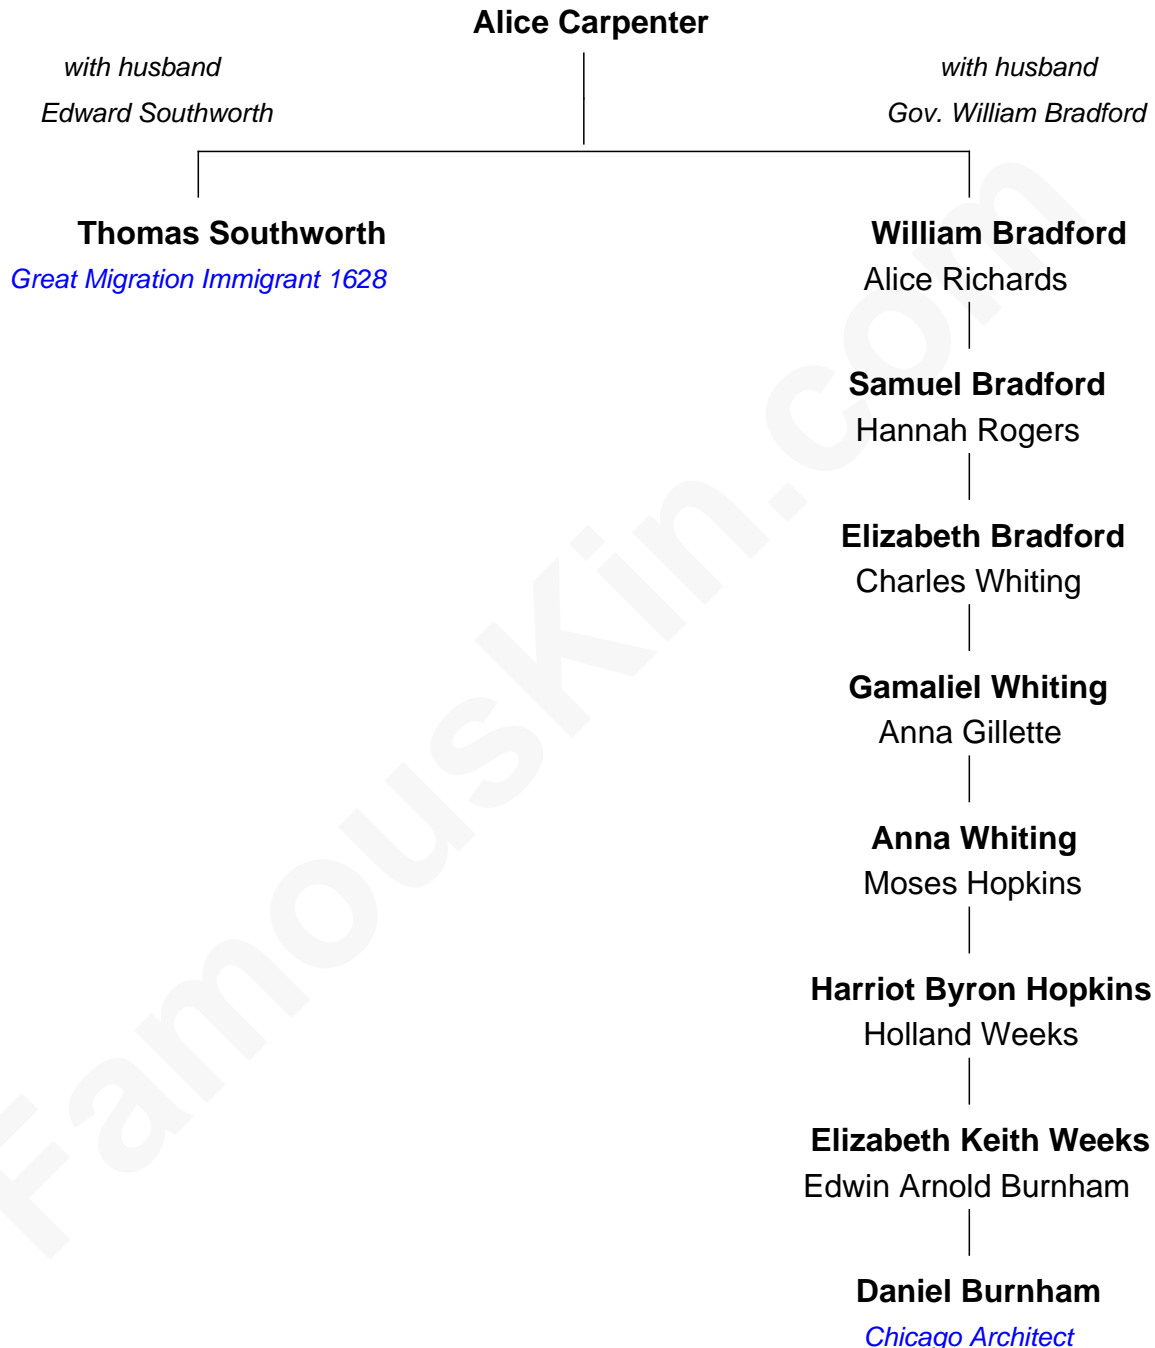 Alice Carpenter
with husband
Edward Southworth
with husband
Gov. William Bradford
Thomas Southworth
Great Migration Immigrant 1628
William Bradford
Alice Richards
Samuel Bradford
Hannah Rogers
Elizabeth Bradford
Charles Whiting
Gamaliel Whiting
Anna Gillette
Anna Whiting
Moses Hopkins
Harriot Byron Hopkins
Holland Weeks
Elizabeth Keith Weeks
Edwin Arnold Burnham
Daniel Burnham
Chicago Architect
FamousKin.com